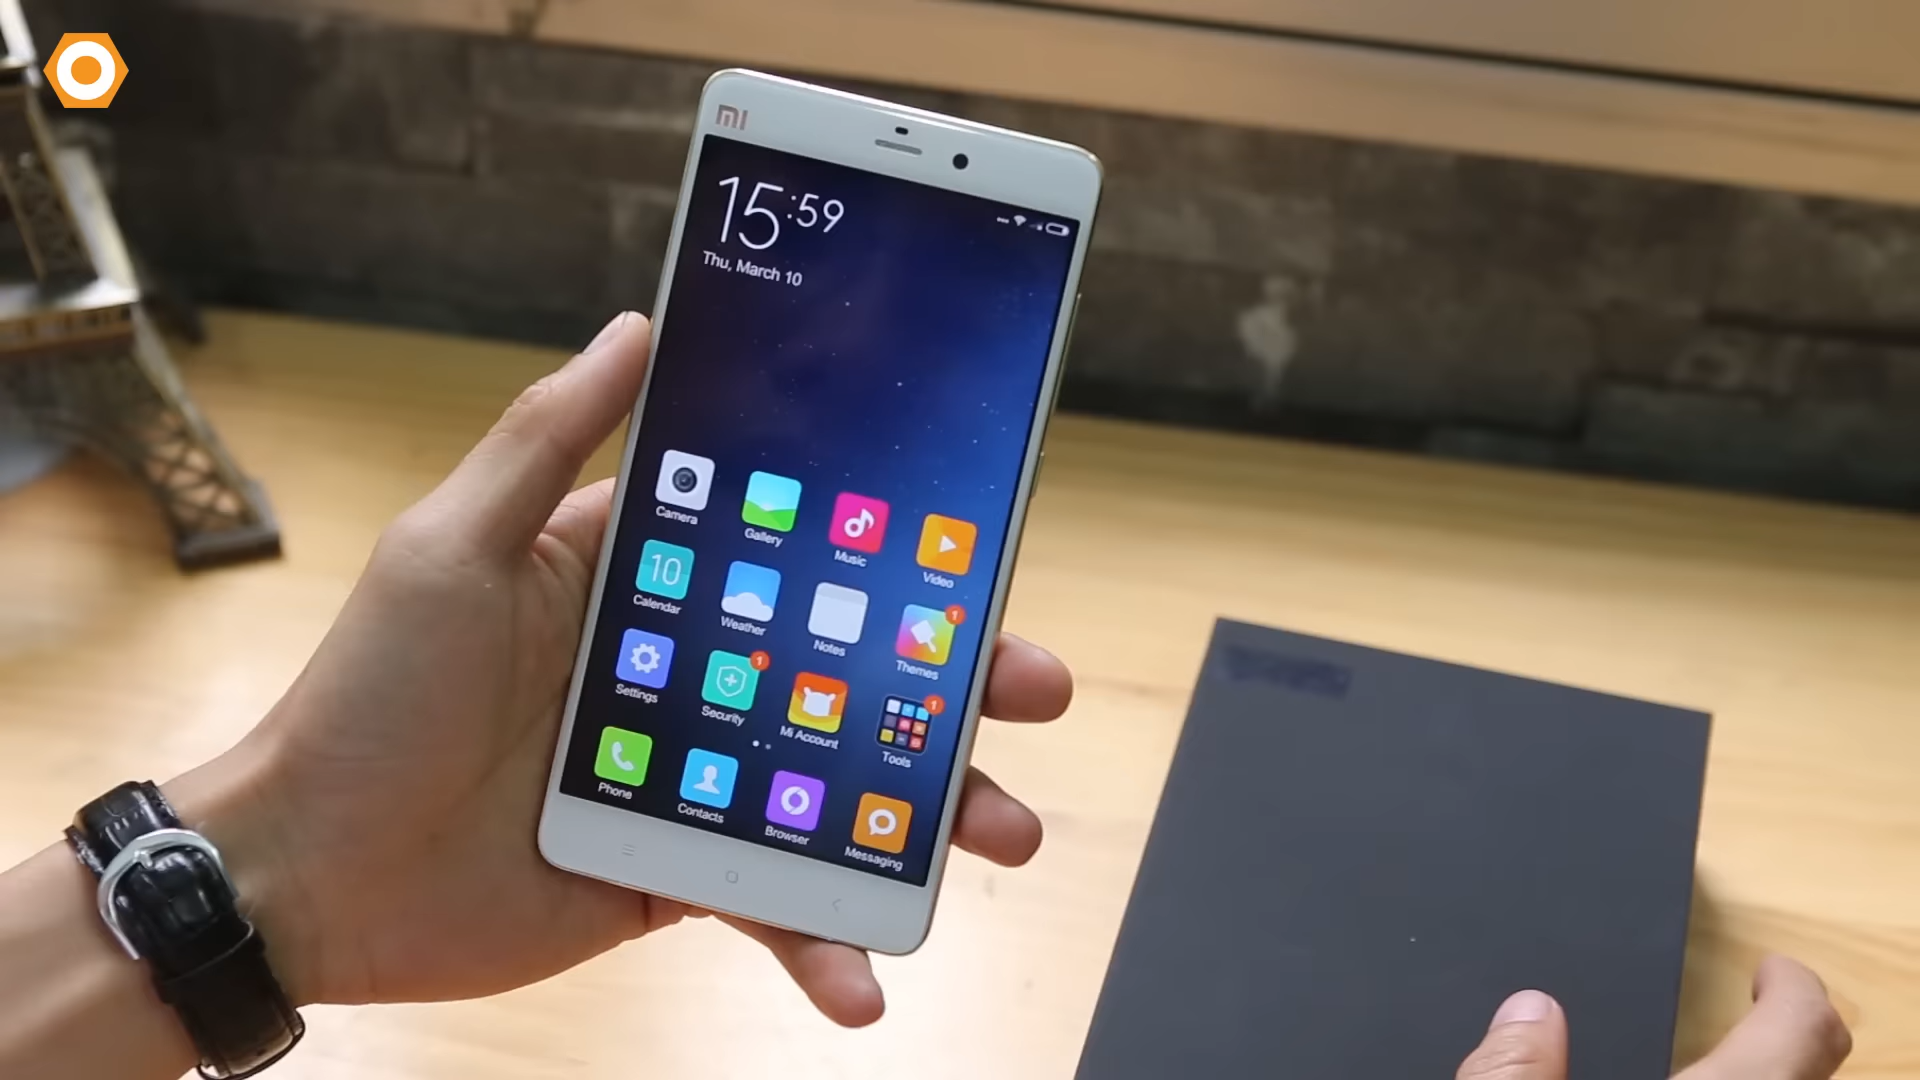 mi
15:59
Thu, March 10
Camera
Gallery
Music
Video
10
Calendar
Weather
Notes
1
Themes
Settings
1
Security
Mi Account
1
Tools
Phone
Contacts
Browser
Messaging